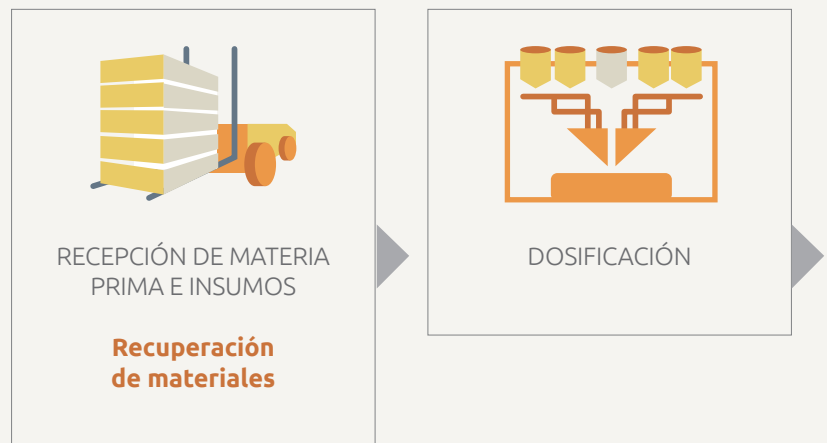 RECEPCIÓN DE MATERIA
PRIMA E INSUMOS
Recuperación
de materiales
DOSIFICACIÓN